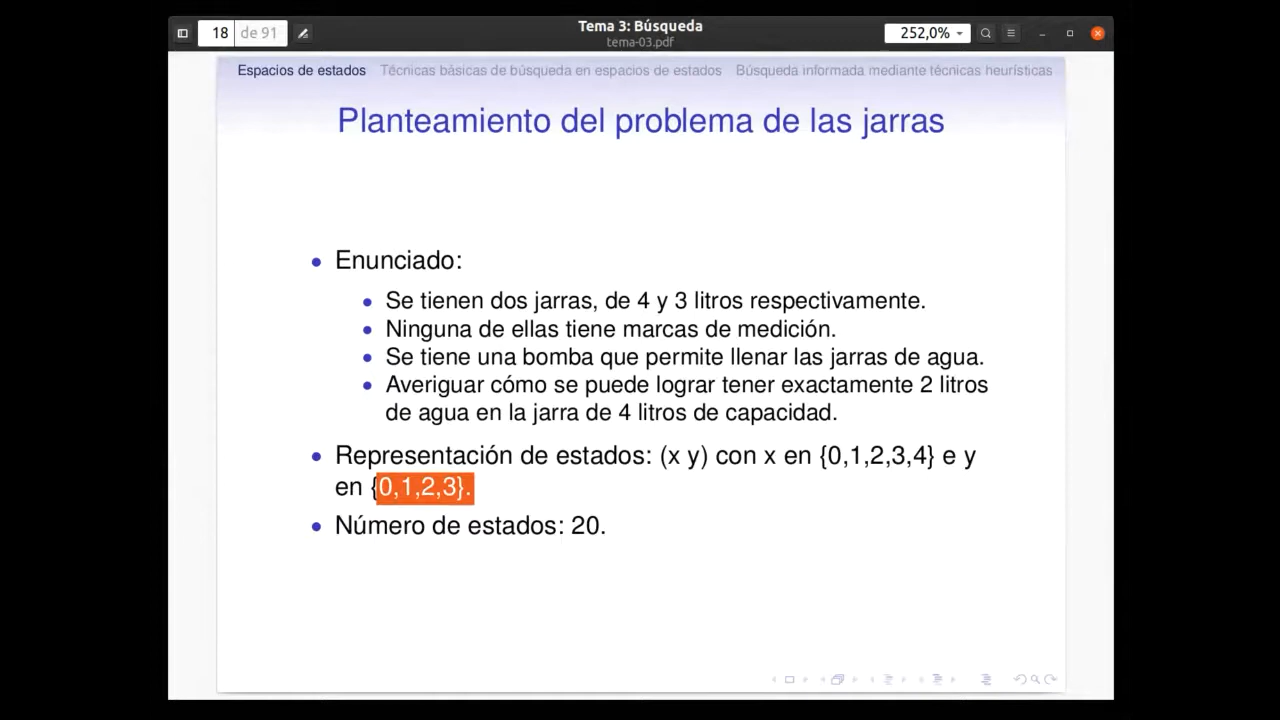 18 de 91
Tema 3: Búsqueda
tema-03.pdf
252,0%
Espacios de estados Técnicas básicas de búsqueda en espacios de estados Búsqueda informada mediante técnicas heurísticas
Planteamiento del problema de las jarras
• Enunciado:
• Se tienen dos jarras, de 4 y 3 litros respectivamente.
• Ninguna de ellas tiene marcas de medición.
• Se tiene una bomba que permite llenar las jarras de agua.
• Averiguar cómo se puede lograr tener exactamente 2 litros
de agua en la jarra de 4 litros de capacidad.
• Representación de estados: (x y) con x en {0,1,2,3,4} e y
en {0,1,2,3}.
• Número de estados: 20.